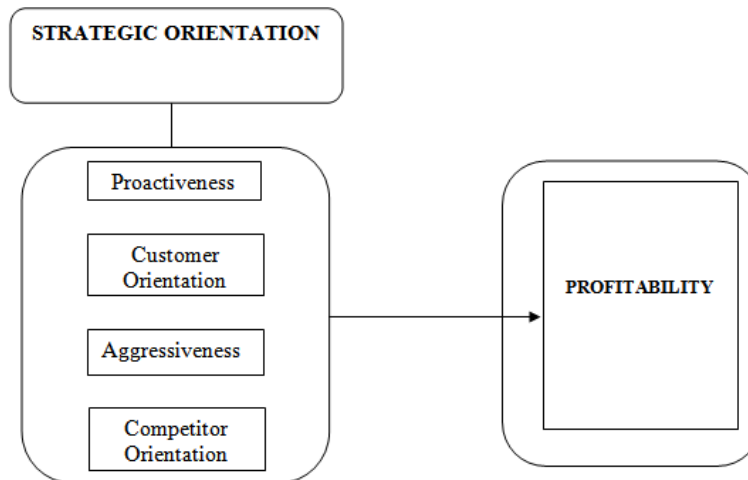 STRATEGIC ORIENTATION
Proactiveness
Customer
Orientation
PROFITABILITY
Aggressiveness
Competitor
Orientation